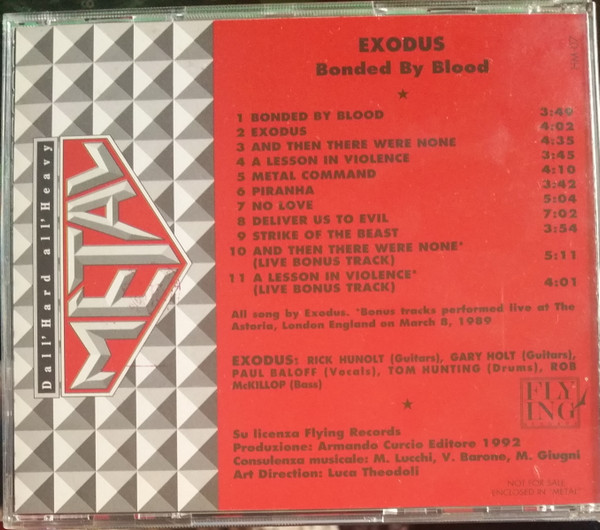 EXODUS
Bonded By Blood
1 BONDED BY BLOOD 3:49
2 EXODUS 4:02
3 AND THEN THERE WERE NONE 4:35
4 A LESSON IN VIOLENCE 3:45
5 METAL COMMAND 4:10
6 PIRANHA 3:42
7 NO LOVE 5:04
8 DELIVER US TO EVIL 7:02
9 STRIKE OF THE BEAST 3:54
10 AND THEN THERE WERE NONE*
(LIVE BONUS TRACK) 5:11
11 A LESSON IN VIOLENCE*
(LIVE BONUS TRACK) 4:01
All song by Exodus. *Bonus tracks performed live at The
Astoria, London England on March 8, 1989
EXODUS: RICK HUNOLT (Guitars), GARY HOLT (Guitars),
PAUL BALOFF (Vocals), TOM HUNTING (Drums), ROB
McKILLOP (Bass)
Su licenza Flying Records
Produzione: Armando Curcio Editore 1992
Consulenza musicale: M. Lucchi, V. Barone, M. Giugni
Art Direction: Luca Theodoli
FLY
ING
RECORDS
NOT FOR SALE
ENCLOSED IN "METAL"
Dall'Hard all'Heavy
METAL